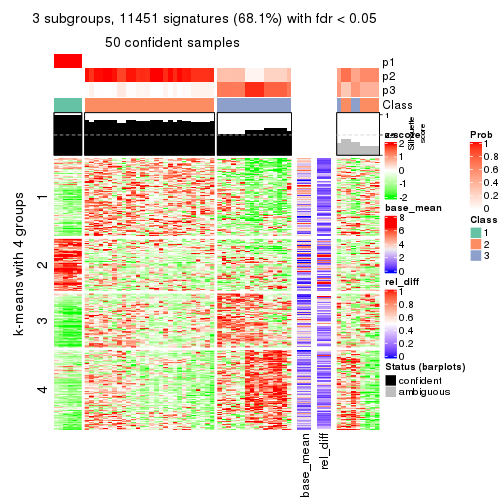 3 subgroups, 11451 signatures (68.1%) with fdr < 0.05
50 confident samples
p1
p2
p3
Class
1
Silhouette
score
z-score
2
1
0
-1
-2
base_mean
8
6
4
2
0
rel_diff
1
0.8
0.6
0.4
0.2
0
Status (barplots)
confident
ambiguous
Prob
1
0.8
0.6
0.4
0.2
0
Class
1
2
3
k-means with 4 groups
1
2
3
4
base_mean
rel_diff